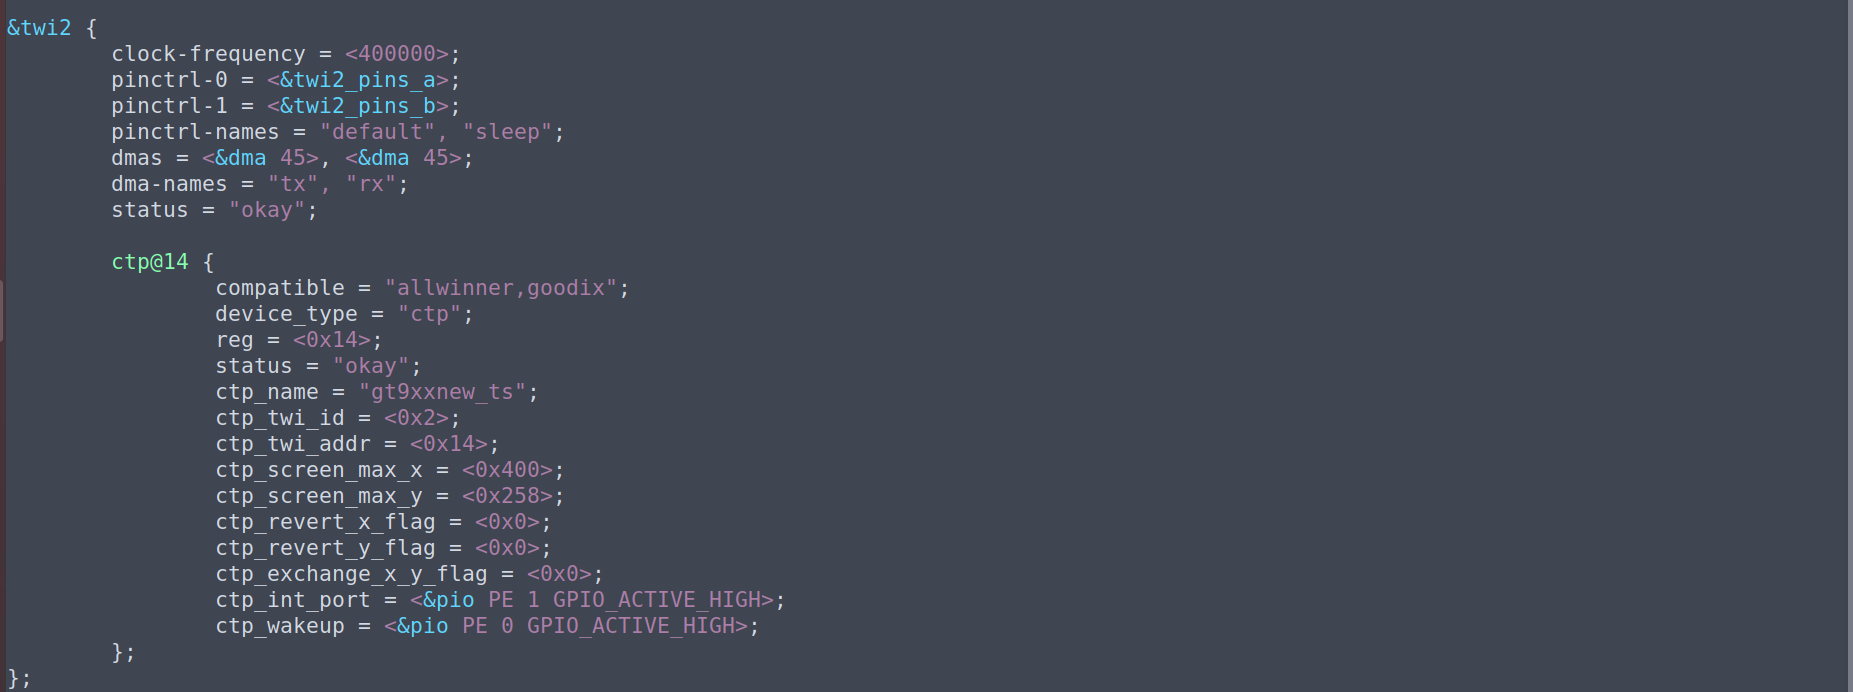 &twi2 {
clock-frequency = <400000>;
pinctrl-0 = <&twi2_pins_a>;
pinctrl-1 = <&twi2_pins_b>;
pinctrl-names = "default", "sleep";
dmas = <&dma 45>, <&dma 45>;
dma-names = "tx", "rx";
status = "okay";
ctp@14 {
compatible = "allwinner,goodix";
device_type = "ctp";
reg = <0x14>;
status = "okay";
ctp_name = "gt9xxnew_ts";
ctp_twi_id = <0x2>;
ctp_twi_addr = <0x14>;
ctp_screen_max_x = <0x400>;
ctp_screen_max_y = <0x258>;
ctp_revert_x_flag = <0x0>;
ctp_revert_y_flag = <0x0>;
ctp_exchange_x_y_flag = <0x0>;
ctp_int_port = <&pio PE 1 GPIO_ACTIVE_HIGH>;
ctp_wakeup = <&pio PE 0 GPIO_ACTIVE_HIGH>;
};
};